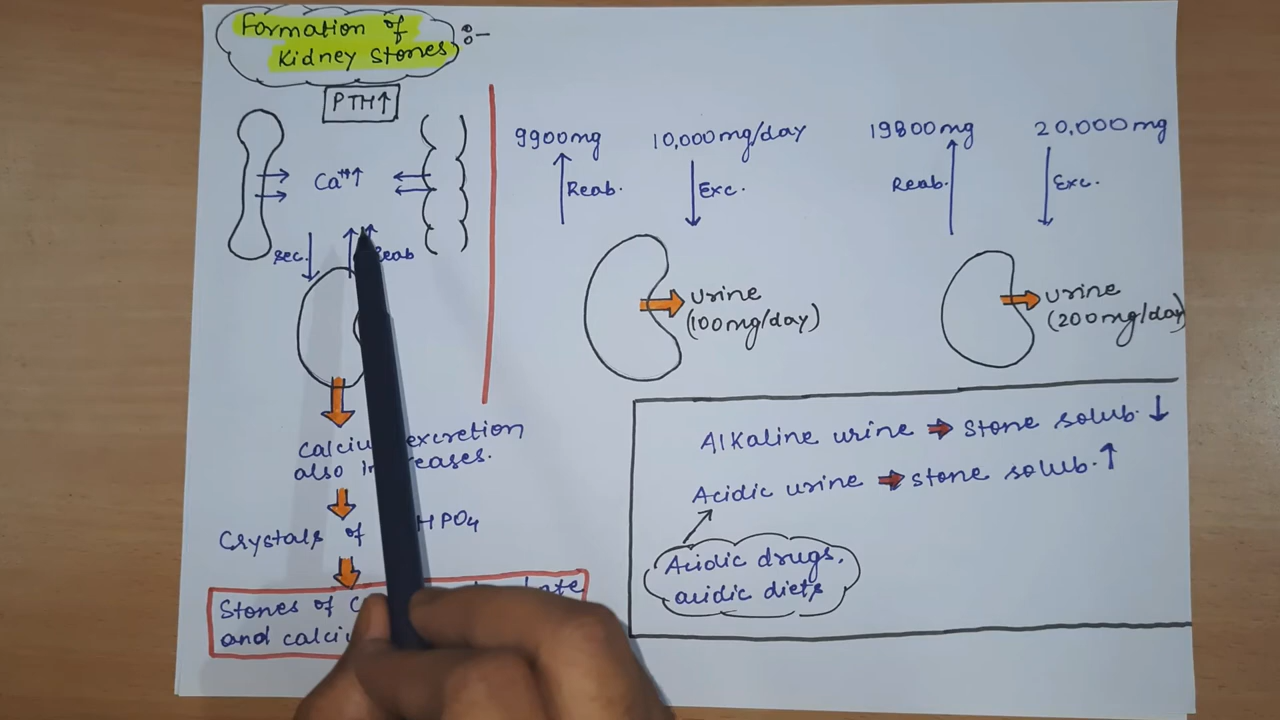 Formation of
Kidney Stones :-
PTH↑
Ca++↑
sec.
Reab
Calcium excretion
also increases.
Crystals of HPO4
Stones of
and
9900mg
10,000mg/day
Reab.
Exc.
urine
(100mg/day)
19800mg
20,000mg
Reab.
Exc.
urine
(200mg/day)
Alkaline urine → stone solub. ↓
Acidic urine → stone solub. ↑
Acidic drugs,
acidic diets